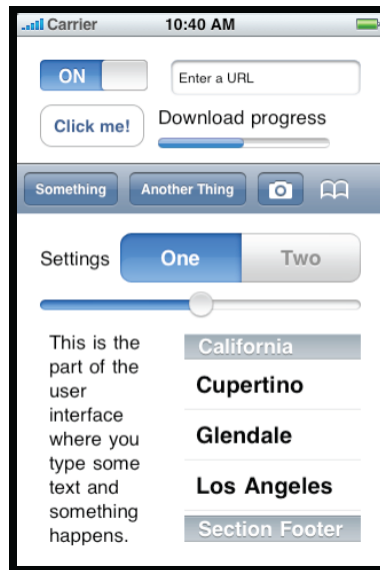 Carrier 10:40 AM
ON
Enter a URL
Click me!
Download progress
Something Another Thing
Settings One Two
This is the
part of the
user
interface
where you
type some
text and
something
happens.
California
Cupertino
Glendale
Los Angeles
Section Footer